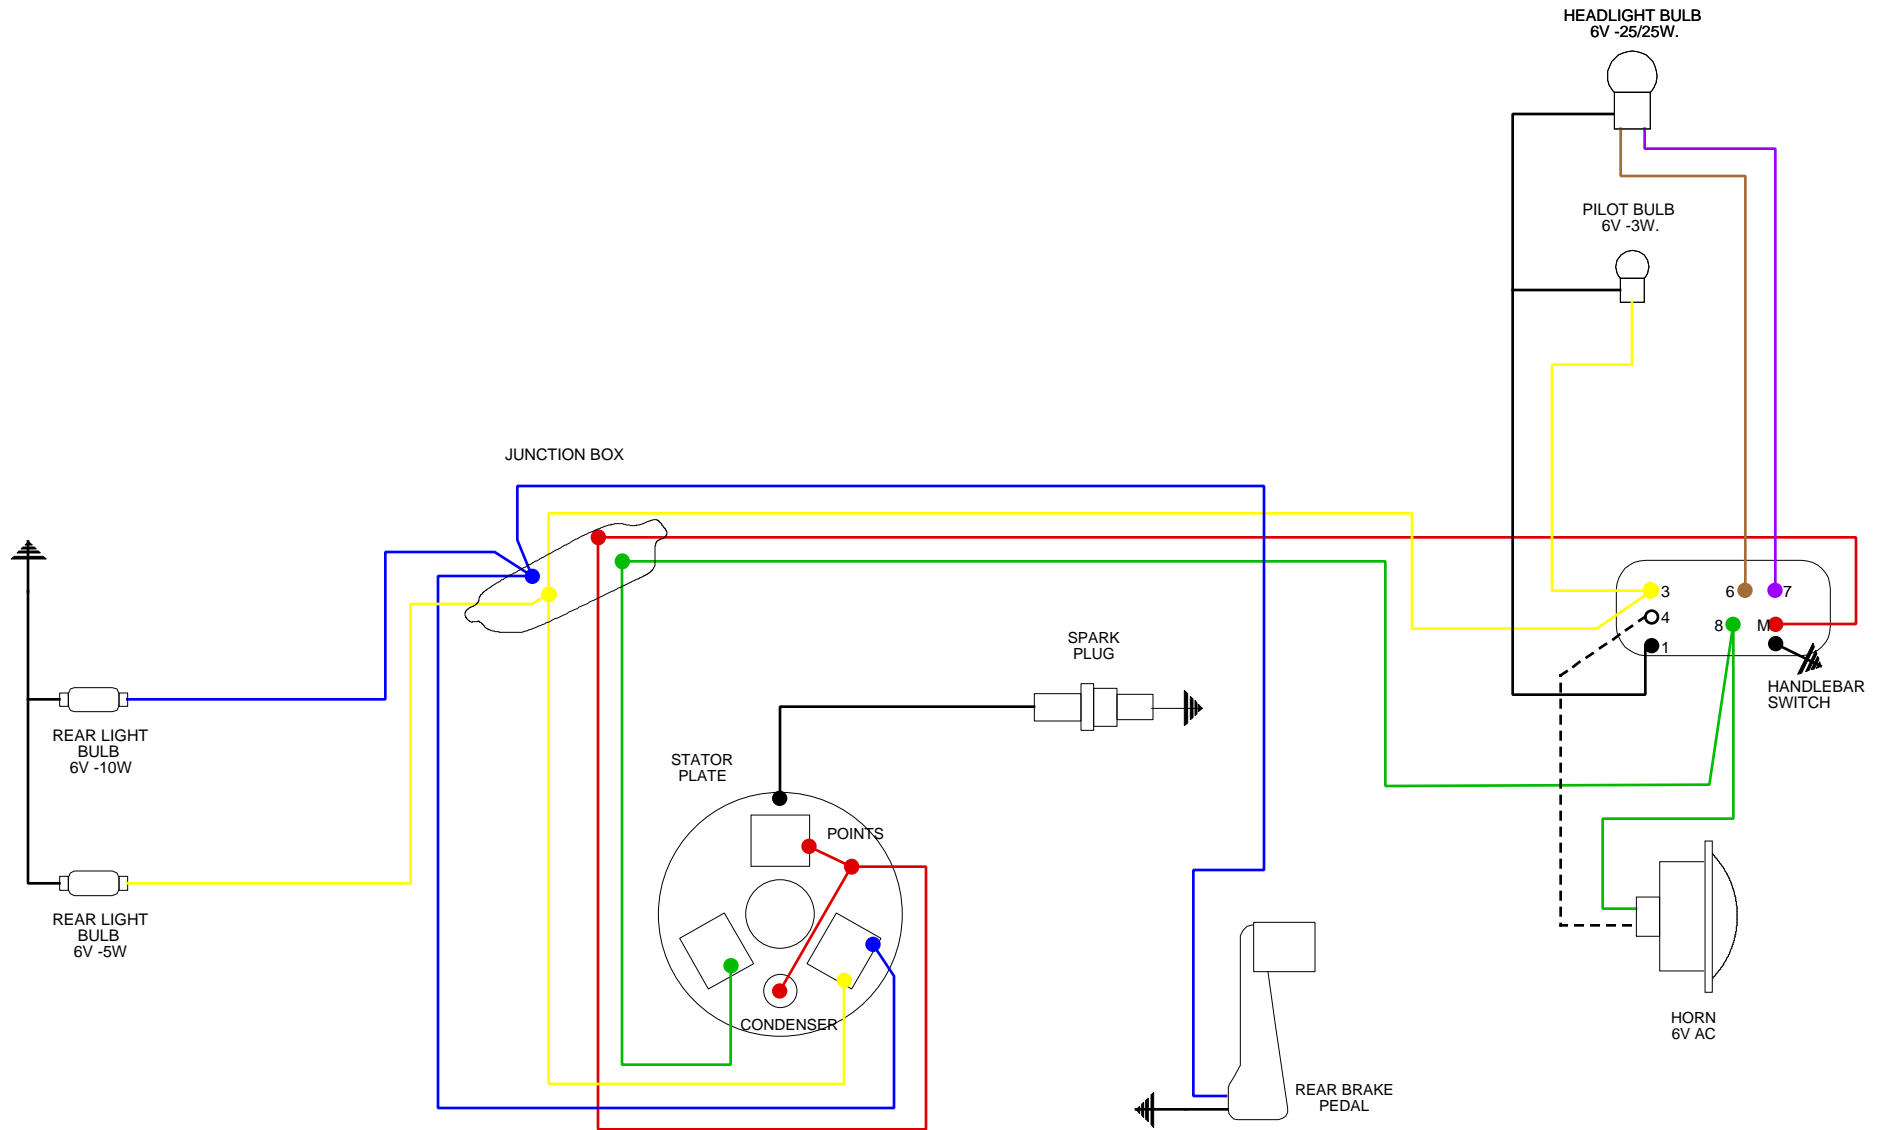 HEADLIGHT BULB
6V -25/25W.
PILOT BULB
6V -3W.
JUNCTION BOX
3
6
7
4
8
M
1
SPARK
PLUG
HANDLEBAR
SWITCH
REAR LIGHT
BULB
6V -10W
STATOR
PLATE
POINTS
REAR LIGHT
BULB
6V -5W
CONDENSER
HORN
6V AC
REAR BRAKE
PEDAL